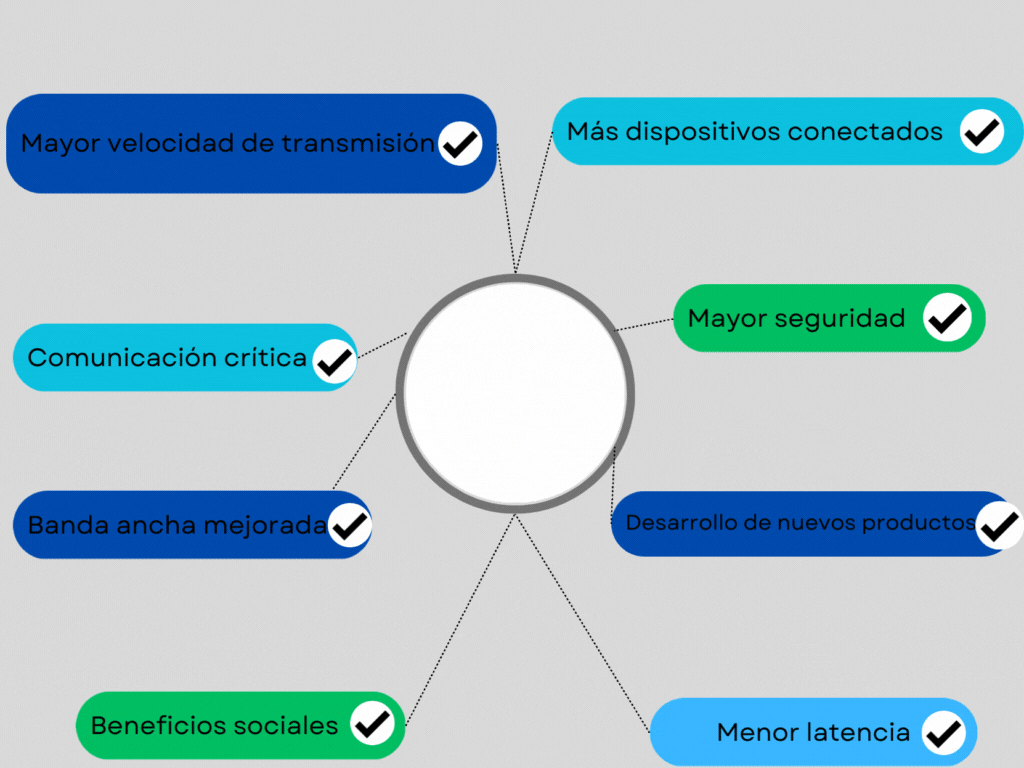 Mayor velocidad de transmisión
Más dispositivos conectados
Mayor seguridad
Comunicación crítica
Banda ancha mejorada
Desarrollo de nuevos productos
Beneficios sociales
Menor latencia